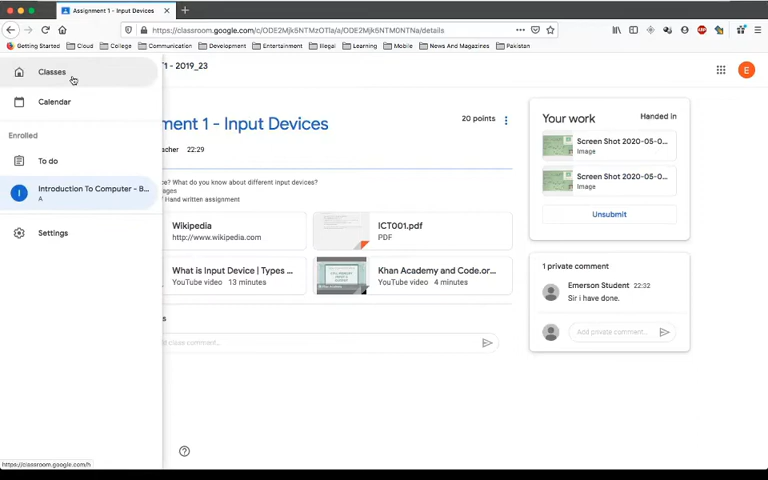 Assignment 1 - Input Devices
https://classroom.google.com/c/ODE2Mjk5NTMzOTla/a/ODE2Mjk5NTM0NTNa/details
Getting Started Cloud College Communication Development Entertainment Illegal Learning Mobile News And Magazines Pakistan
Classes
1 - 2019_23
E
Calendar
Enrolled
To do
I Introduction To Computer - B...
A
Settings
ment 1 - Input Devices
20 points
acher 22:29
ce? What do you know about different input devices?
ages
/ Hand written assignment
Wikipedia
http://www.wikipedia.com
ICT001.pdf
PDF
What is Input Device | Types ...
YouTube video 13 minutes
Khan Academy and Code.or...
YouTube video 4 minutes
s
class comment...
Your work Handed in
Screen Shot 2020-05-0...
Image
Screen Shot 2020-05-0...
Image
Unsubmit
1 private comment
Emerson Student 22:32
Sir i have done.
Add private comment...
https://classroom.google.com/h